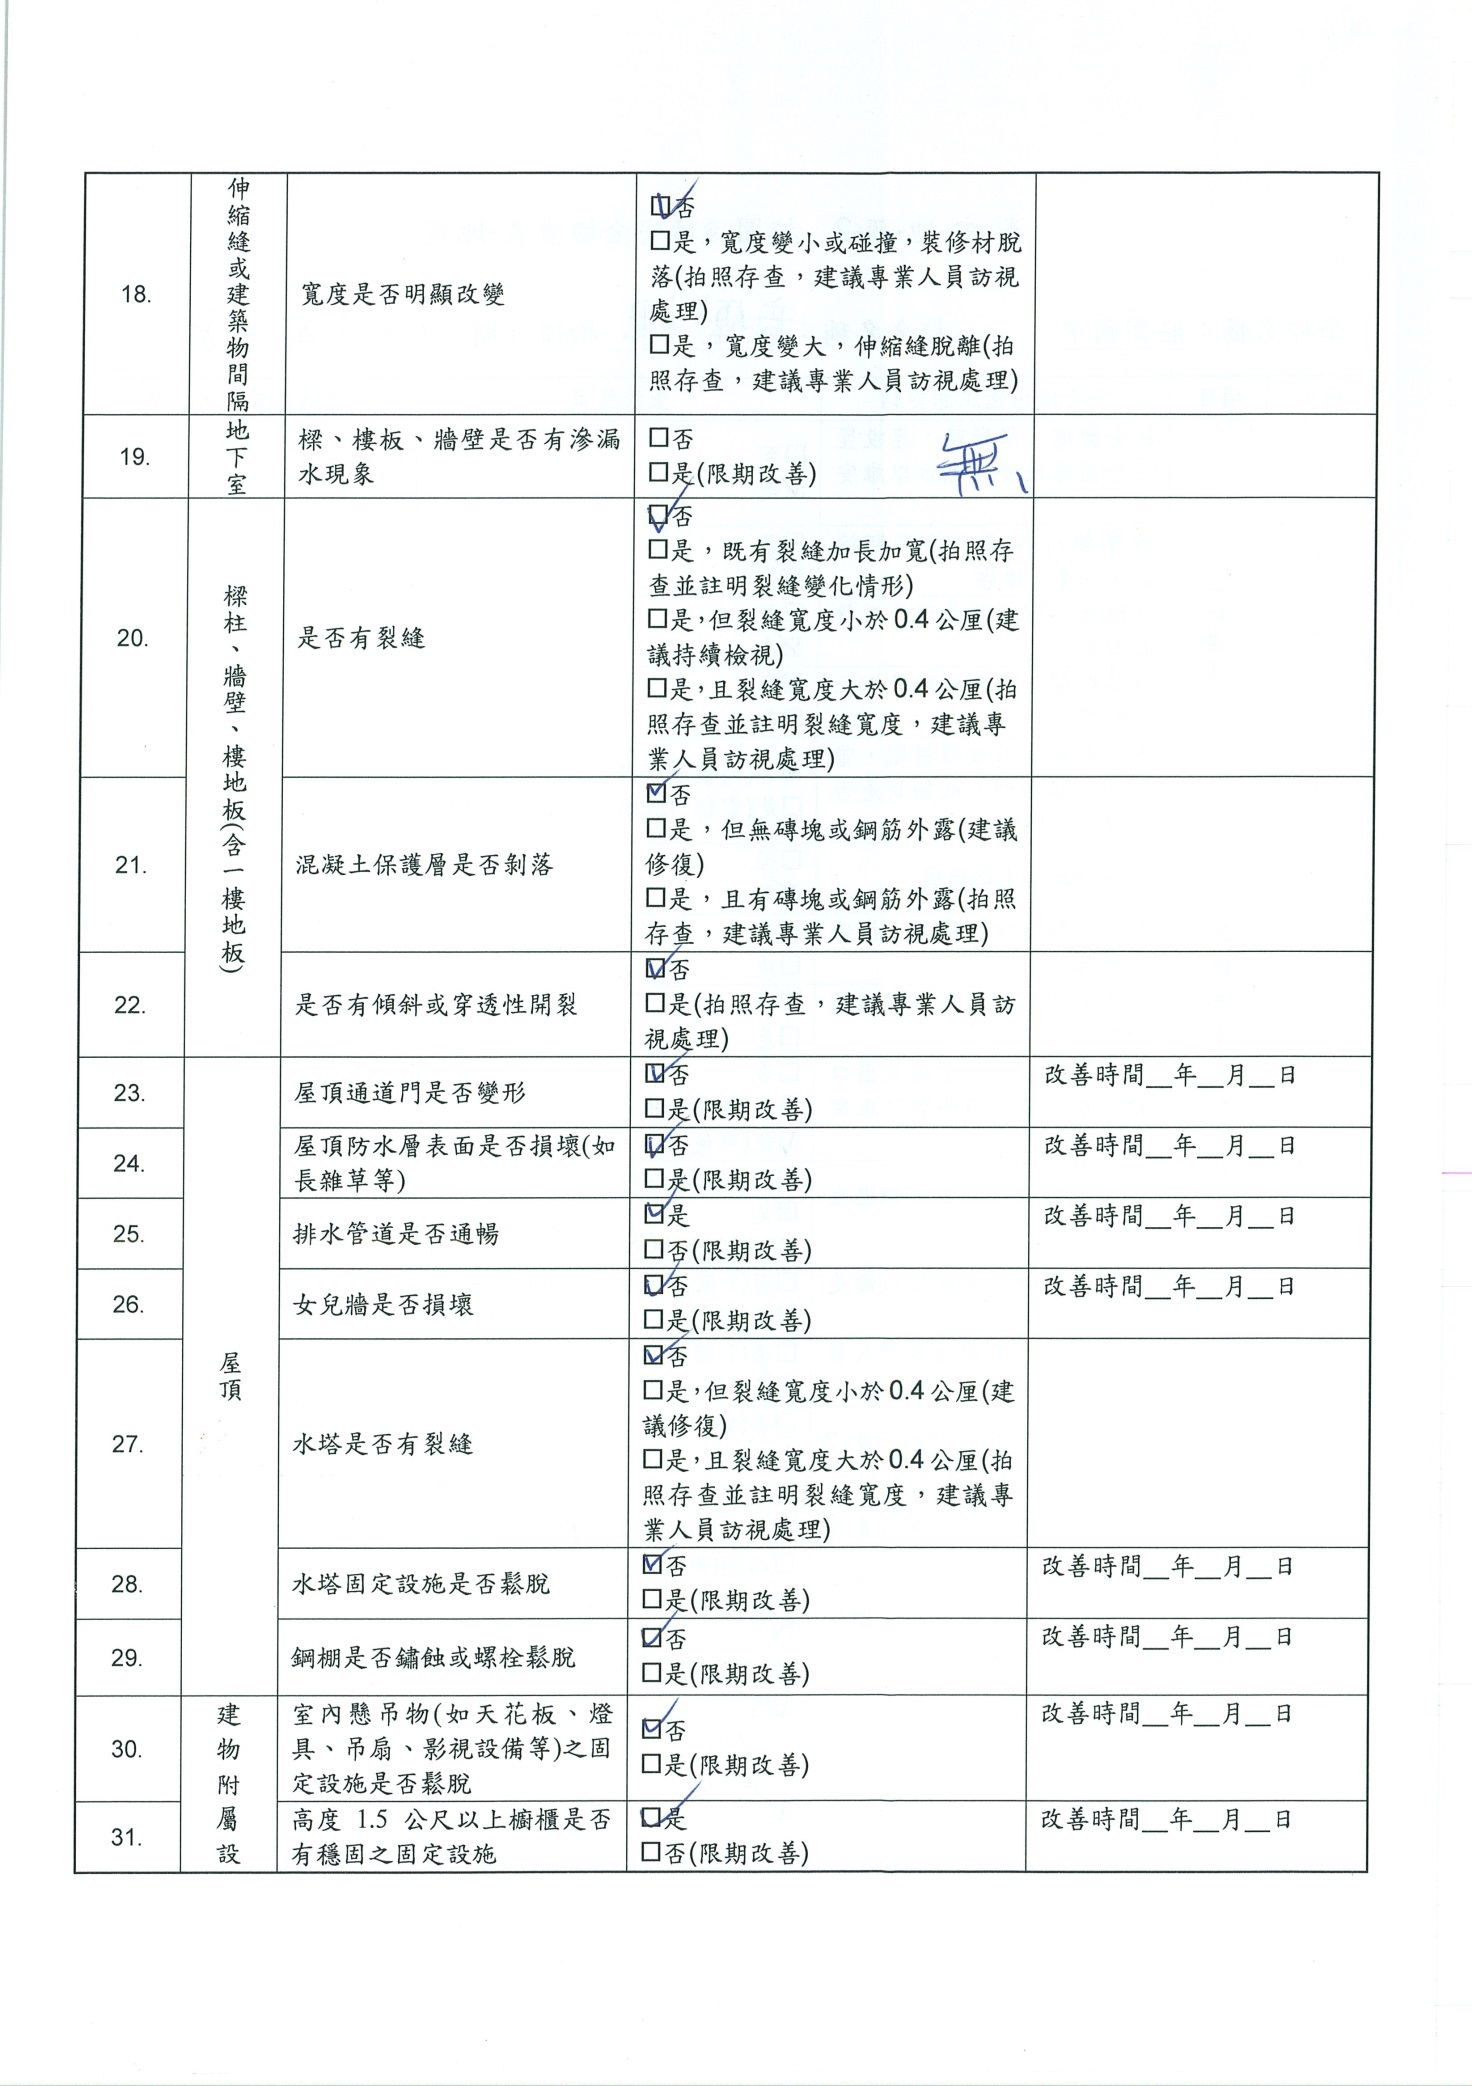 18.
伸縮縫或建築物間隔
寬度是否明顯改變
☑否
□是，寬度變小或碰撞，裝修材脫
落(拍照存查，建議專業人員訪視
處理)
□是，寬度變大，伸縮縫脫離(拍
照存查，建議專業人員訪視處理)
19.
地下室
樑、樓板、牆壁是否有滲漏
水現象
□否
□是(限期改善)
無
20.
樑柱、牆壁、樓地板(含一樓地板)
是否有裂縫
☑否
□是，既有裂縫加長加寬(拍照存
查並註明裂縫變化情形)
□是，但裂縫寬度小於0.4公厘(建
議持續檢視)
□是，且裂縫寬度大於0.4公厘(拍
照存查並註明裂縫寬度，建議專
業人員訪視處理)
21.
混凝土保護層是否剝落
☑否
□是，但無磚塊或鋼筋外露(建議
修復)
□是，且有磚塊或鋼筋外露(拍照
存查，建議專業人員訪視處理)
22.
是否有傾斜或穿透性開裂
☑否
□是(拍照存查，建議專業人員訪
視處理)
23.
屋頂
屋頂通道門是否變形
☑否
□是(限期改善)
改善時間__年__月__日
24.
屋頂防水層表面是否損壞(如
長雜草等)
☑否
□是(限期改善)
改善時間__年__月__日
25.
排水管道是否通暢
☑是
□否(限期改善)
改善時間__年__月__日
26.
女兒牆是否損壞
☑否
□是(限期改善)
改善時間__年__月__日
27.
水塔是否有裂縫
☑否
□是，但裂縫寬度小於0.4公厘(建
議修復)
□是，且裂縫寬度大於0.4公厘(拍
照存查並註明裂縫寬度，建議專
業人員訪視處理)
28.
水塔固定設施是否鬆脫
☑否
□是(限期改善)
改善時間__年__月__日
29.
鋼棚是否鏽蝕或螺栓鬆脫
☑否
□是(限期改善)
改善時間__年__月__日
30.
建物附屬設
室內懸吊物(如天花板、燈
具、吊扇、影視設備等)之固
定設施是否鬆脫
☑否
□是(限期改善)
改善時間__年__月__日
31.
高度 1.5 公尺以上櫥櫃是否
有穩固之固定設施
☑是
□否(限期改善)
改善時間__年__月__日